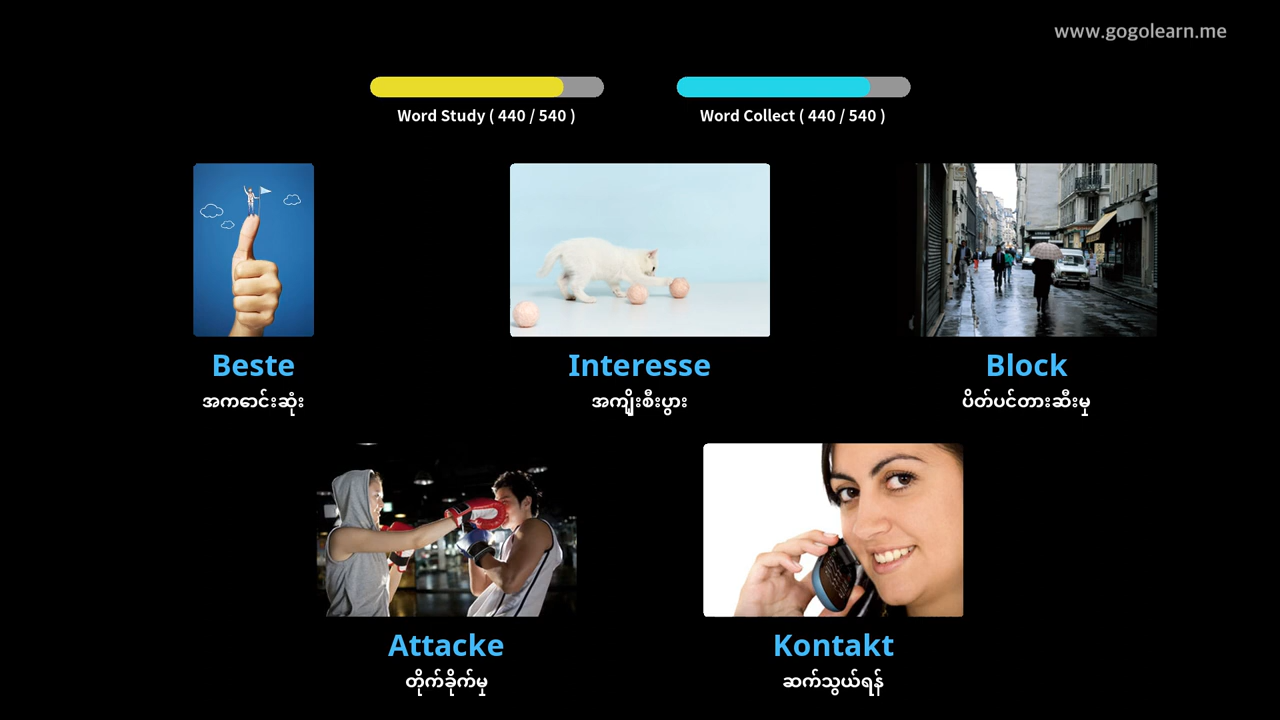 www.gogolearn.me
Word Study ( 440 / 540 )
Word Collect ( 440 / 540 )
Beste
အကောင်းဆုံး
Interesse
အကျိုးစီးပွား
Block
ပိတ်ပင်တားဆီးမှု
Attacke
တိုက်ခိုက်မှု
Kontakt
ဆက်သွယ်ရန်